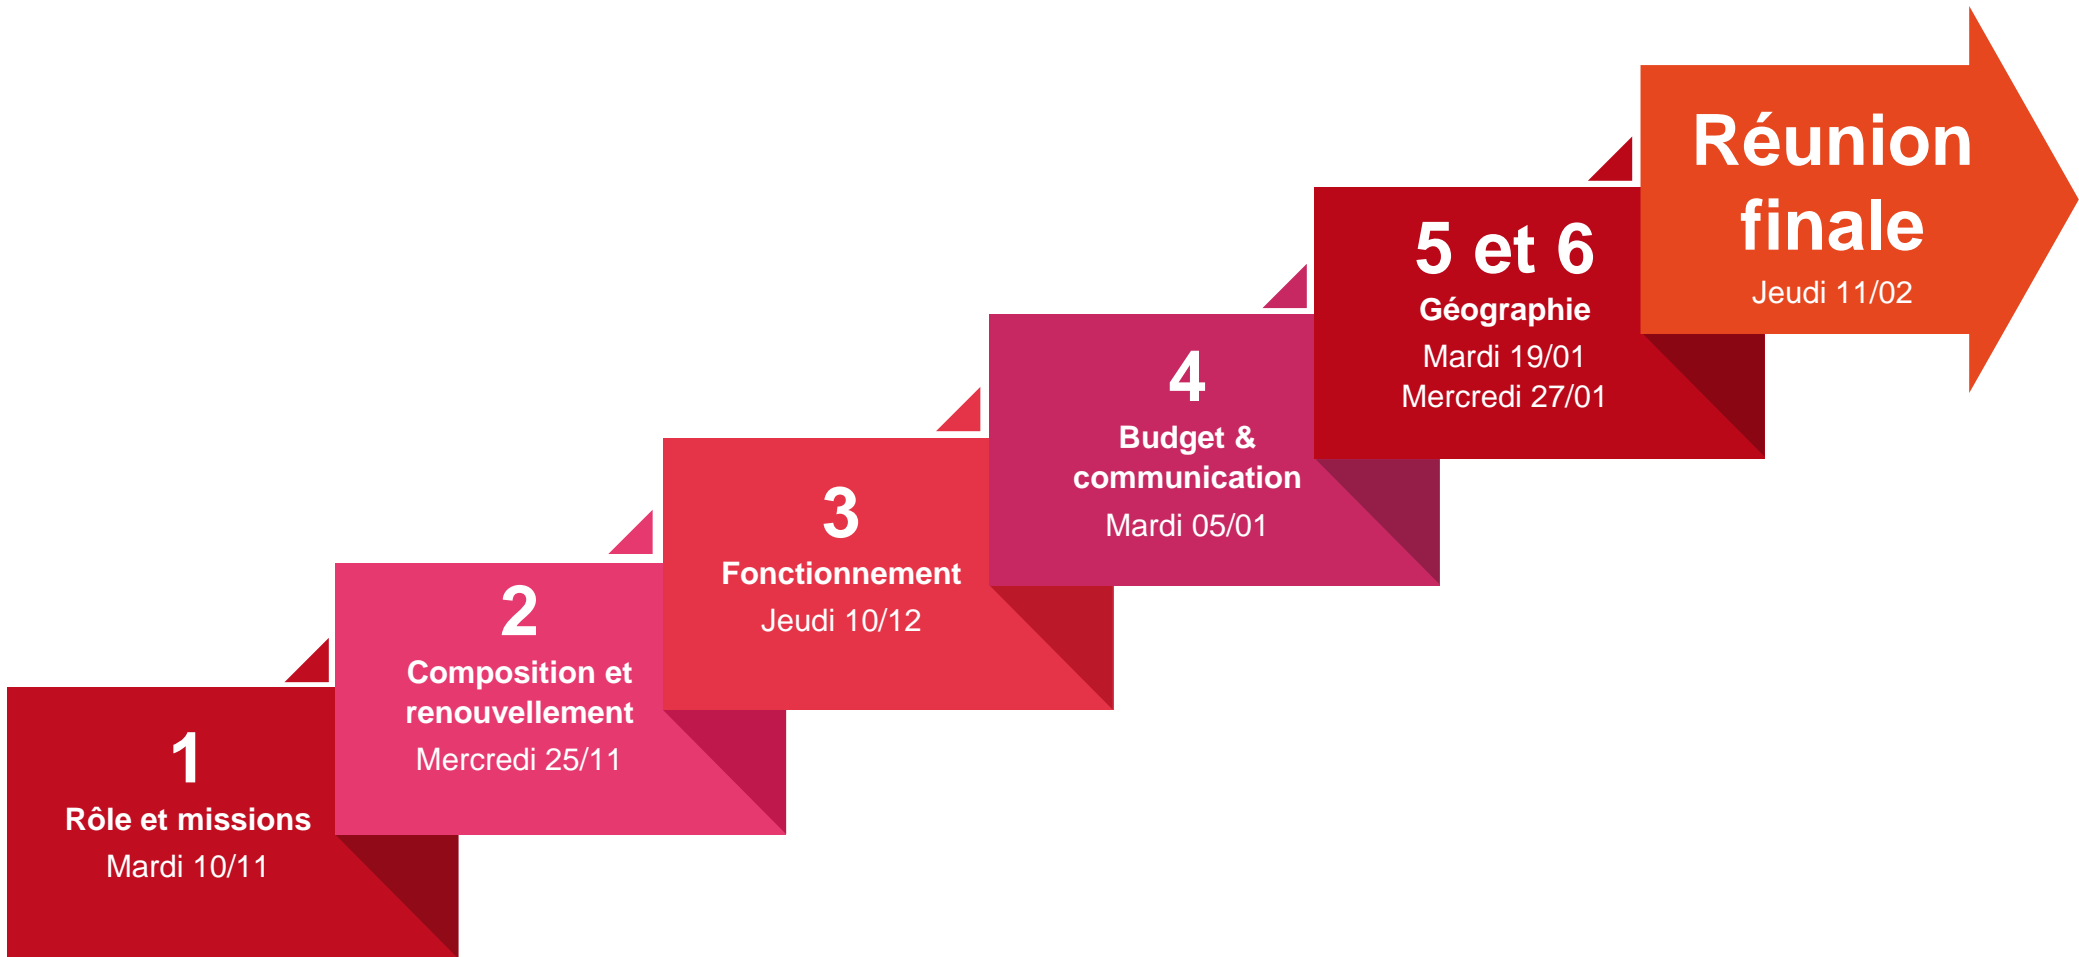 1
Rôle et missions
Mardi 10/11
2
Composition et
renouvellement
Mercredi 25/11
3
Fonctionnement
Jeudi 10/12
4
Budget &
communication
Mardi 05/01
5 et 6
Géographie
Mardi 19/01
Mercredi 27/01
Réunion
finale
Jeudi 11/02